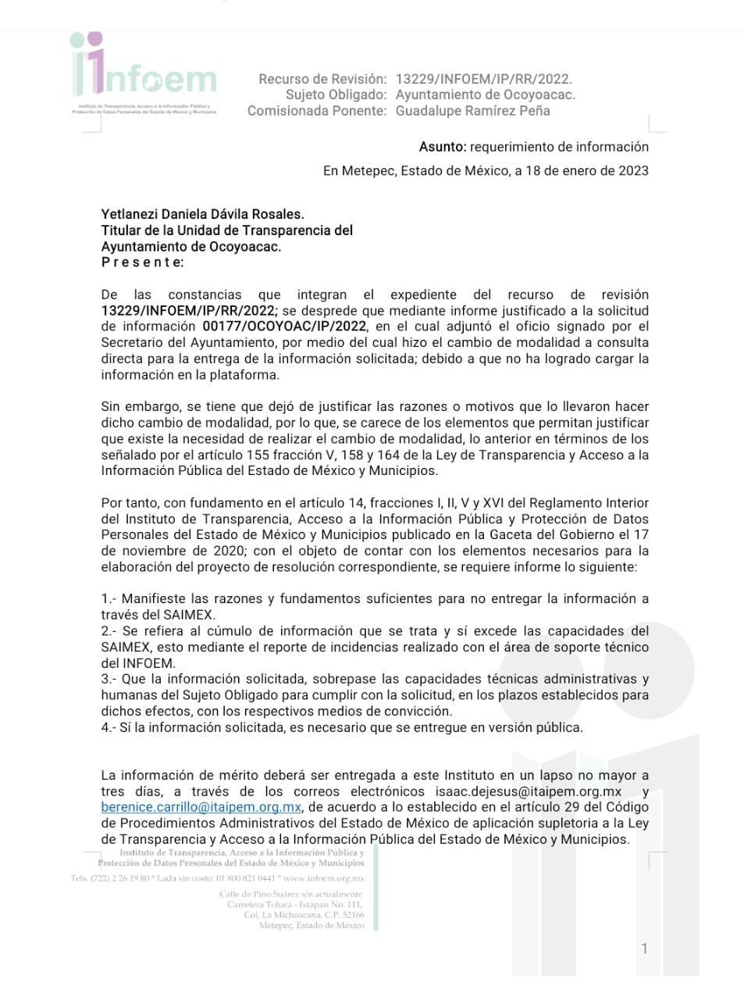 infoem
Instituto de Transparencia, Acceso a la Información Pública y
Protección de Datos Personales del Estado de México y Municipios
Recurso de Revisión: 13229/INFOEM/IP/RR/2022.
Sujeto Obligado: Ayuntamiento de Ocoyoacac.
Comisionada Ponente: Guadalupe Ramírez Peña
Asunto: requerimiento de información
En Metepec, Estado de México, a 18 de enero de 2023
Yetlanezi Daniela Dávila Rosales.
Titular de la Unidad de Transparencia del
Ayuntamiento de Ocoyoacac.
P r e s e n t e:
De las constancias que integran el expediente del recurso de revisión
13229/INFOEM/IP/RR/2022; se desprede que mediante informe justificado a la solicitud
de información 00177/OCOYOAC/IP/2022, en el cual adjuntó el oficio signado por el
Secretario del Ayuntamiento, por medio del cual hizo el cambio de modalidad a consulta
directa para la entrega de la información solicitada; debido a que no ha logrado cargar la
información en la plataforma.
Sin embargo, se tiene que dejó de justificar las razones o motivos que lo llevaron hacer
dicho cambio de modalidad, por lo que, se carece de los elementos que permitan justificar
que existe la necesidad de realizar el cambio de modalidad, lo anterior en términos de los
señalado por el artículo 155 fracción V, 158 y 164 de la Ley de Transparencia y Acceso a la
Información Pública del Estado de México y Municipios.
Por tanto, con fundamento en el artículo 14, fracciones I, II, V y XVI del Reglamento Interior
del Instituto de Transparencia, Acceso a la Información Pública y Protección de Datos
Personales del Estado de México y Municipios publicado en la Gaceta del Gobierno el 17
de noviembre de 2020; con el objeto de contar con los elementos necesarios para la
elaboración del proyecto de resolución correspondiente, se requiere informe lo siguiente:
1.- Manifieste las razones y fundamentos suficientes para no entregar la información a
través del SAIMEX.
2.- Se refiera al cúmulo de información que se trata y sí excede las capacidades del
SAIMEX, esto mediante el reporte de incidencias realizado con el área de soporte técnico
del INFOEM.
3.- Que la información solicitada, sobrepase las capacidades técnicas administrativas y
humanas del Sujeto Obligado para cumplir con la solicitud, en los plazos establecidos para
dichos efectos, con los respectivos medios de convicción.
4.- Sí la información solicitada, es necesario que se entregue en versión pública.
La información de mérito deberá ser entregada a este Instituto en un lapso no mayor a
tres días, a través de los correos electrónicos isaac.dejesus@itaipem.org.mx y
berenice.carrillo@itaipem.org.mx, de acuerdo a lo establecido en el artículo 29 del Código
de Procedimientos Administrativos del Estado de México de aplicación supletoria a la Ley
de Transparencia y Acceso a la Información Pública del Estado de México y Municipios.
Instituto de Transparencia, Acceso a la Información Pública y
Protección de Datos Personales del Estado de México y Municipios
Tels. (722) 2 26 19 80 * Lada sin costo: 01 800 821 0441 * www.infoem.org.mx
Calle de Pino Suárez s/n actualmente
Carretera Toluca - Ixtapan No. 111,
Col. La Michoacana, C.P. 52166
Metepec, Estado de México
1